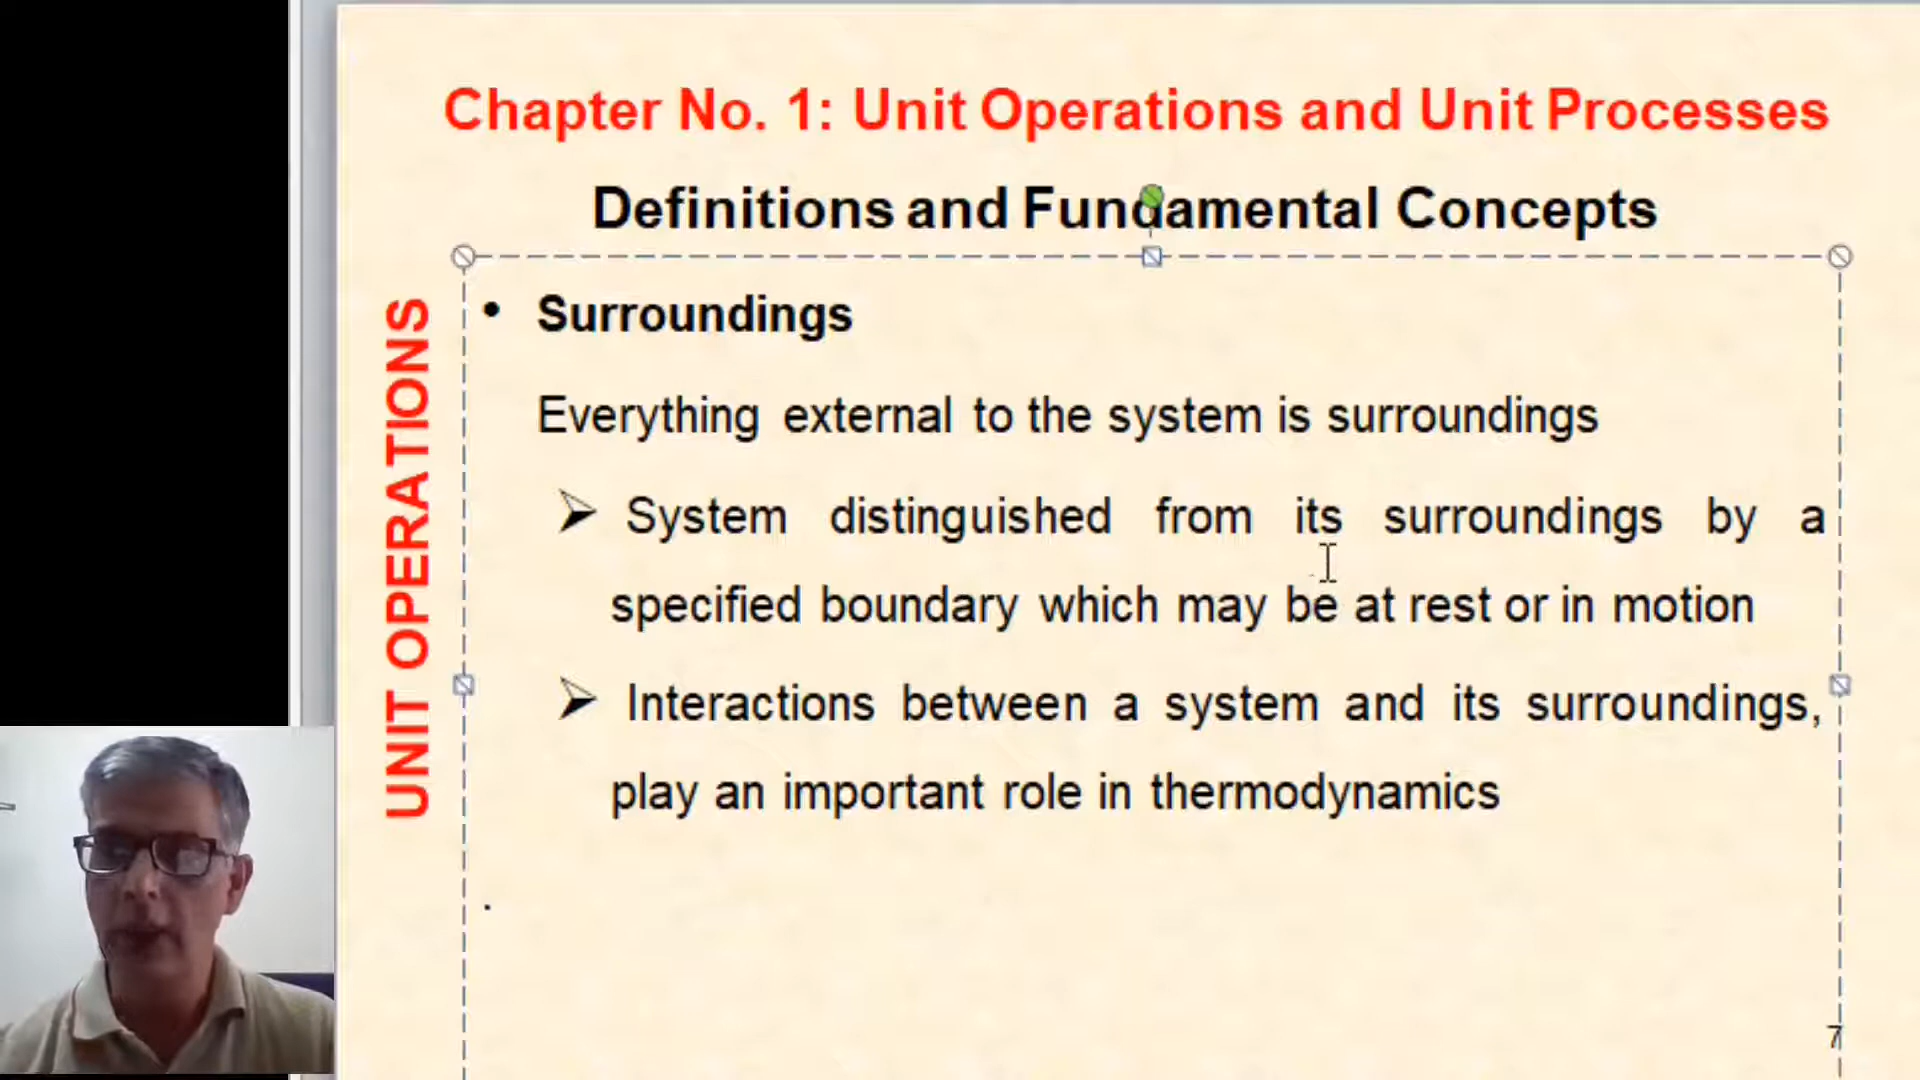 Chapter No. 1: Unit Operations and Unit Processes
Definitions and Fundamental Concepts
UNIT OPERATIONS
• Surroundings
Everything external to the system is surroundings
➢ System distinguished from its surroundings by a
specified boundary which may be at rest or in motion
➢ Interactions between a system and its surroundings,
play an important role in thermodynamics
.
7